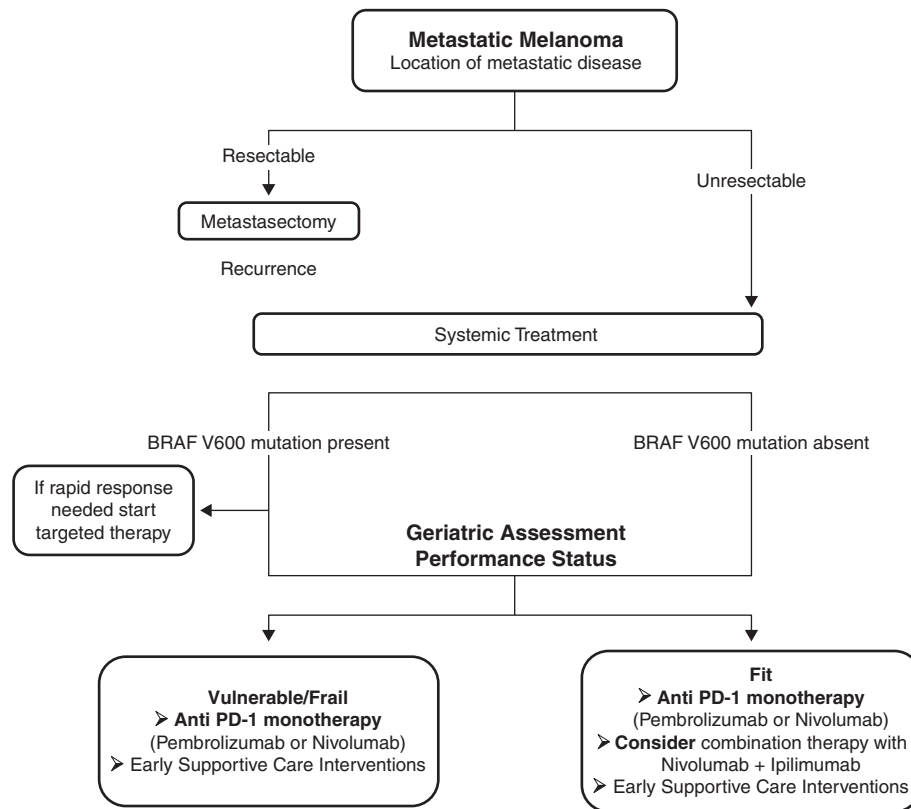 Metastatic Melanoma
Location of metastatic disease
Resectable
Unresectable
Metastasectomy
Recurrence
Systemic Treatment
BRAF V600 mutation present
BRAF V600 mutation absent
If rapid response
needed start
targeted therapy
Geriatric Assessment
Performance Status
Vulnerable/Frail
➢ Anti PD-1 monotherapy
(Pembrolizumab or Nivolumab)
➢ Early Supportive Care Interventions
Fit
➢ Anti PD-1 monotherapy
(Pembrolizumab or Nivolumab)
➢ Consider combination therapy with
Nivolumab + Ipilimumab
➢ Early Supportive Care Interventions